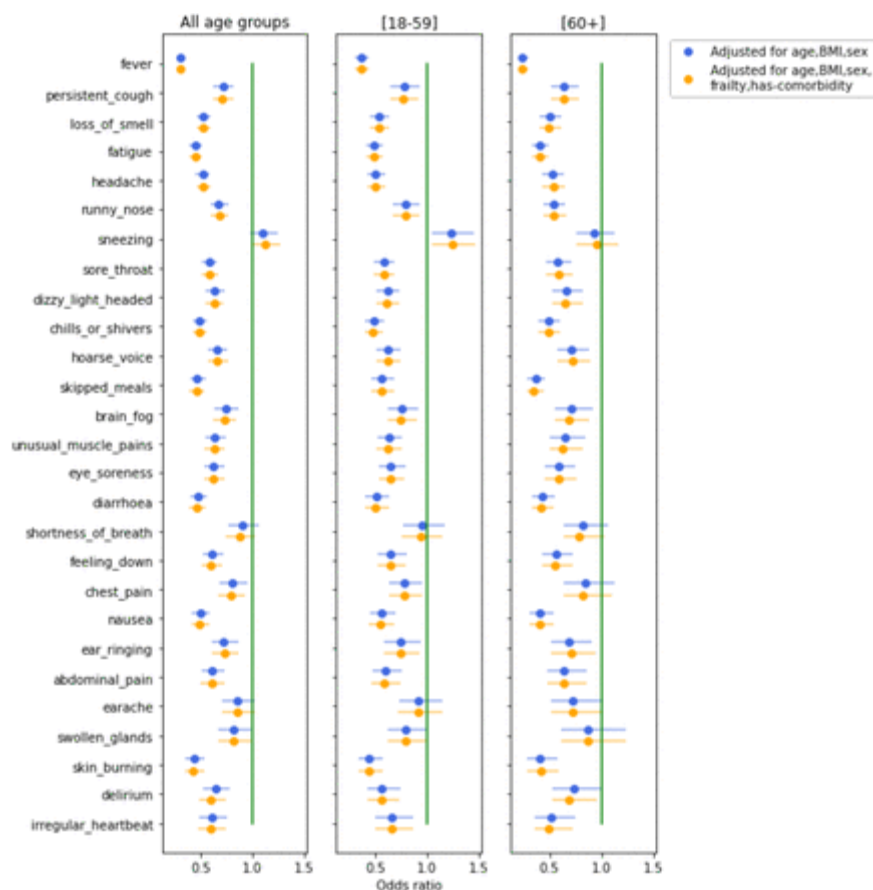 All age groups
[18-59]
[60+]
Adjusted for age,BMI,sex
Adjusted for age,BMI,sex,
frailty,has-comorbidity
fever
persistent_cough
loss_of_smell
fatigue
headache
runny_nose
sneezing
sore_throat
dizzy_light_headed
chills_or_shivers
hoarse_voice
skipped_meals
brain_fog
unusual_muscle_pains
eye_soreness
diarrhoea
shortness_of_breath
feeling_down
chest_pain
nausea
ear_ringing
abdominal_pain
earache
swollen_glands
skin_burning
delirium
irregular_heartbeat
0.5 1.0 1.5 0.5 1.0 1.5 0.5 1.0 1.5
Odds ratio